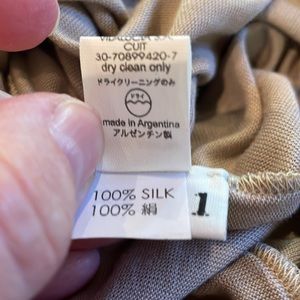 CUIT
30-70899420-7
dry clean only
ドライクリーニングのみ
ドライ
made in Argentina
アルゼンチン製
100% SILK
100% 絹
1